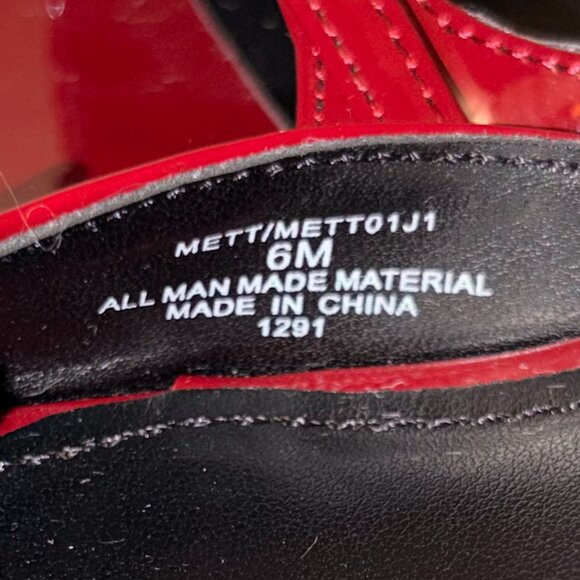 METT/METT01J1
6M
ALL MAN MADE MATERIAL
MADE IN CHINA
1291